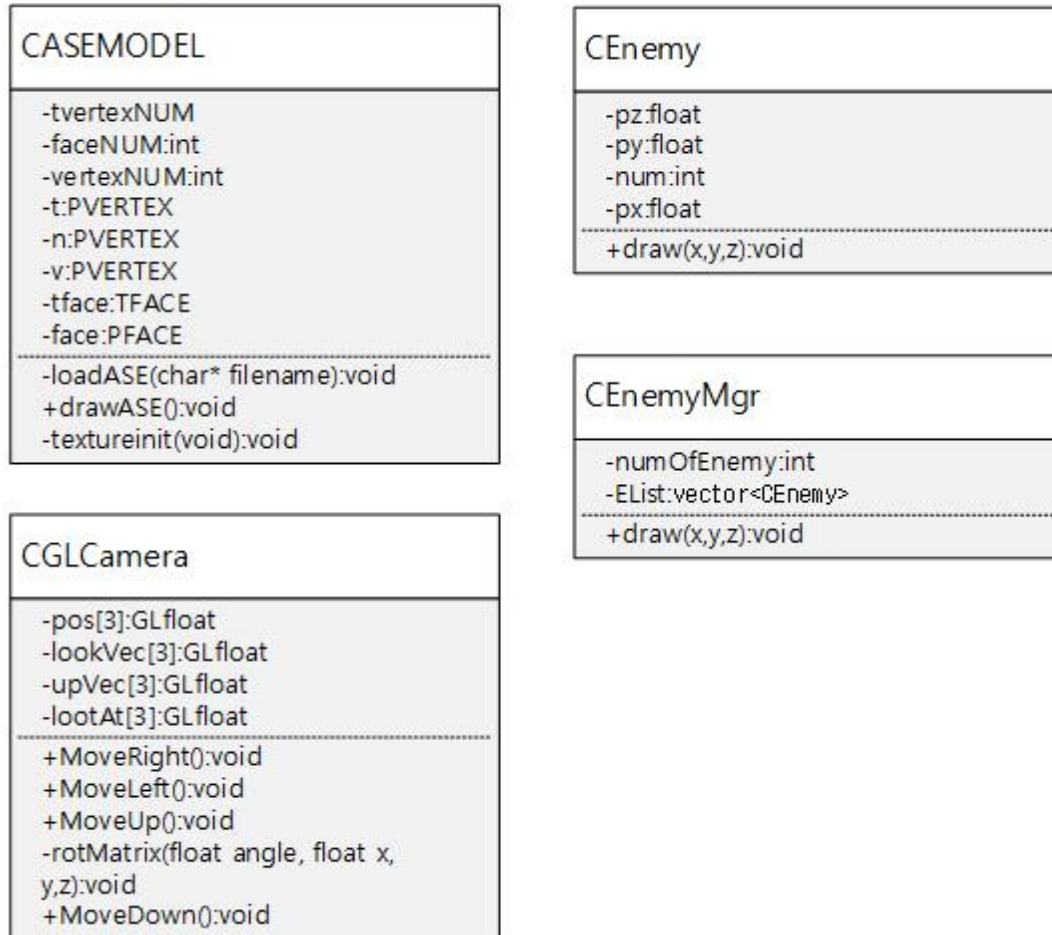 CASEMODEL
-tvertexNUM
-faceNUM:int
-vertexNUM:int
-t:PVERTEX
-n:PVERTEX
-v:PVERTEX
-tface:TFACE
-face:PFACE
-loadASE(char* filename):void
+drawASE():void
-textureinit(void):void
CGLCamera
-pos[3]:GLfloat
-lookVec[3]:GLfloat
-upVec[3]:GLfloat
-lootAt[3]:GLfloat
+MoveRight():void
+MoveLeft():void
+MoveUp():void
-rotMatrix(float angle, float x,
y,z):void
+MoveDown():void
CEnemy
-pz:float
-py:float
-num:int
-px:float
+draw(x,y,z):void
CEnemyMgr
-numOfEnemy:int
-EList:vector<CEnemy>
+draw(x,y,z):void